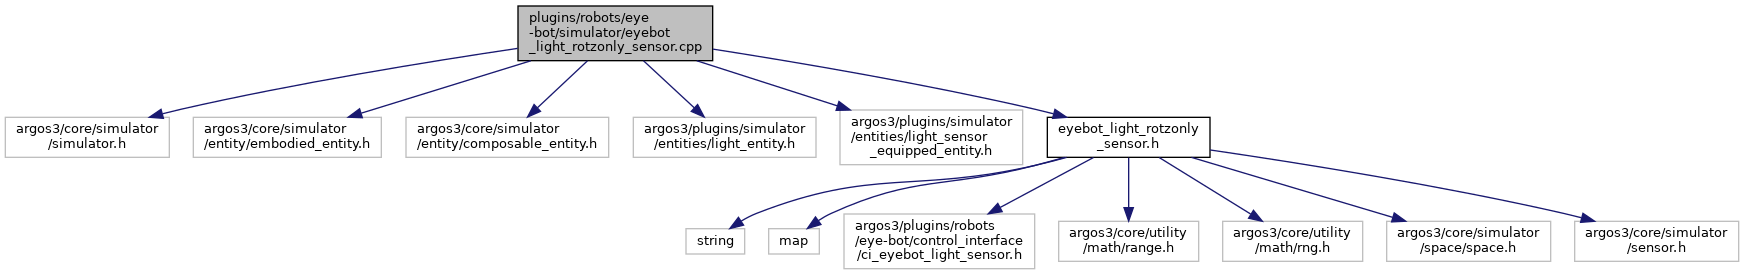 plugins/robots/eye
-bot/simulator/eyebot
_light_rotzonly_sensor.cpp
argos3/core/simulator
/simulator.h
argos3/core/simulator
/entity/embodied_entity.h
argos3/core/simulator
/entity/composable_entity.h
argos3/plugins/simulator
/entities/light_entity.h
argos3/plugins/simulator
/entities/light_sensor
_equipped_entity.h
eyebot_light_rotzonly
_sensor.h
string
map
argos3/plugins/robots
/eye-bot/control_interface
/ci_eyebot_light_sensor.h
argos3/core/utility
/math/range.h
argos3/core/utility
/math/rng.h
argos3/core/simulator
/space/space.h
argos3/core/simulator
/sensor.h